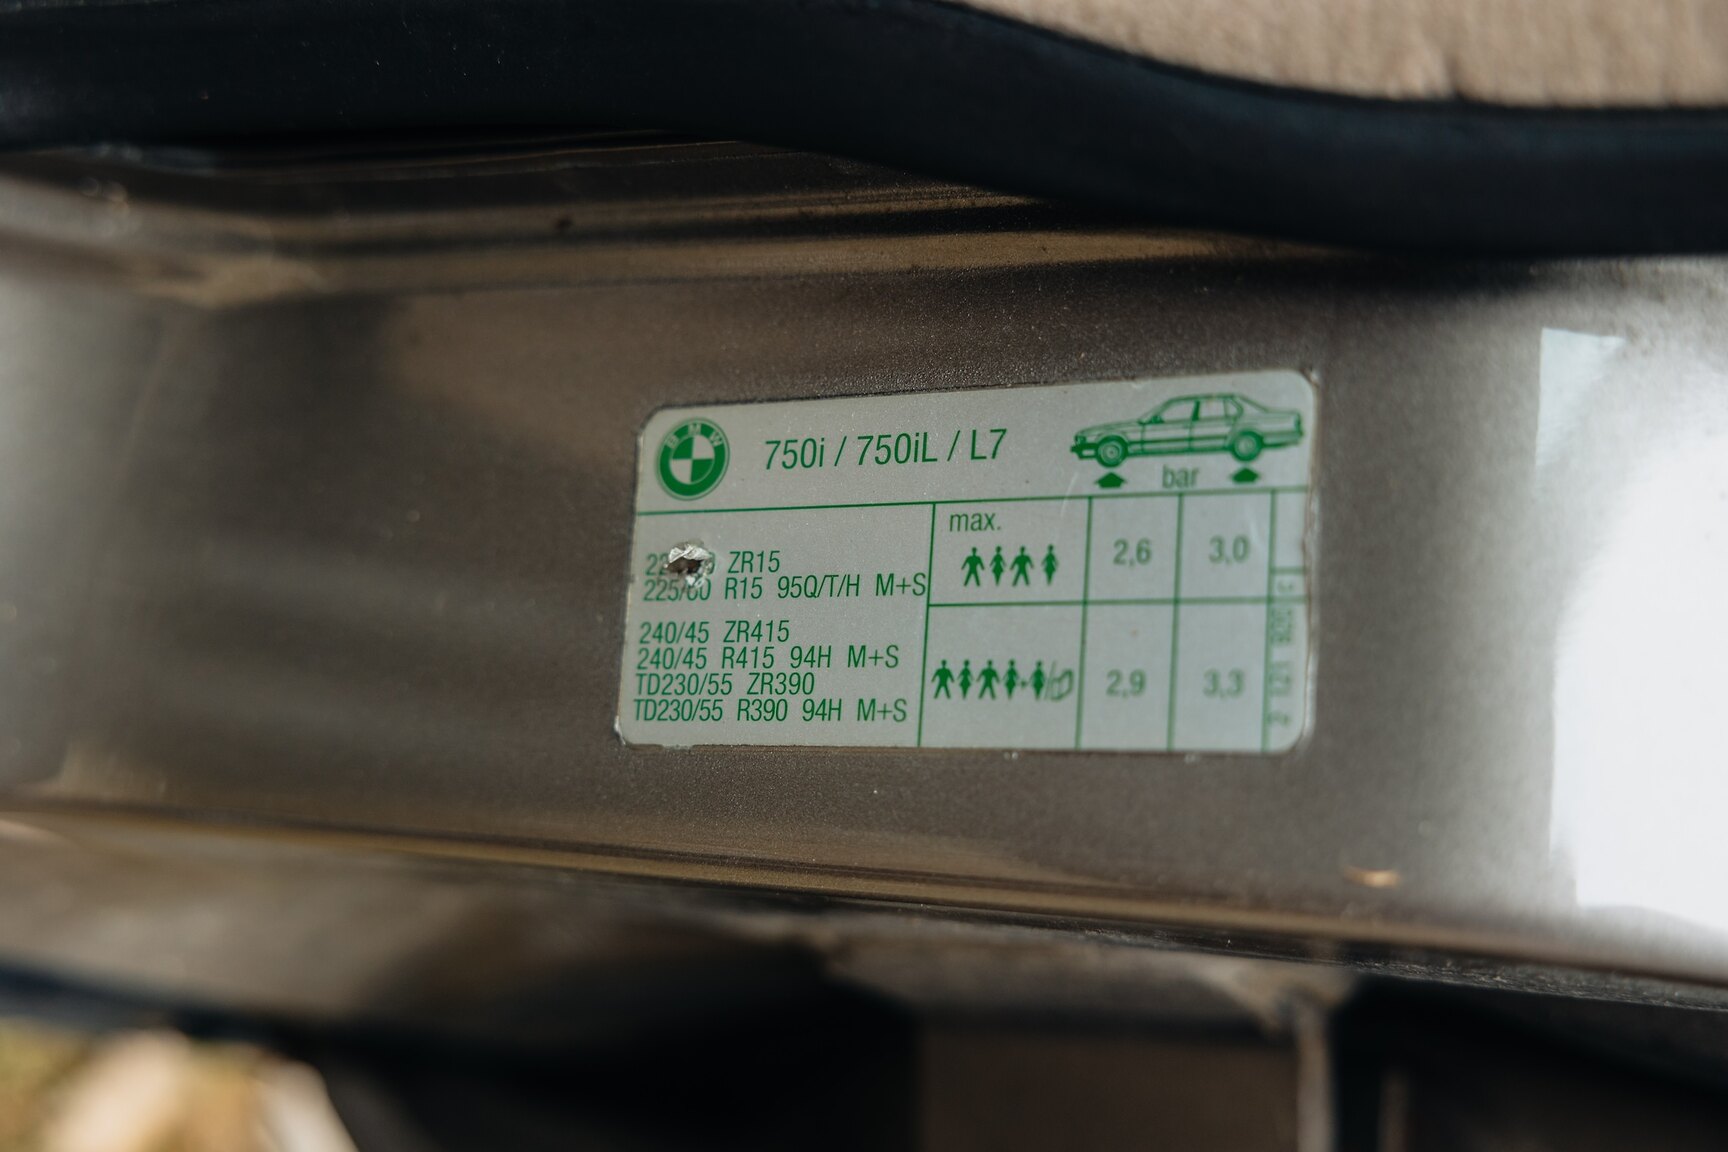 BMW
750i / 750iL / L7
bar
max.
ZR15
225/60 R15 95Q/T/H M+S
2,6 3,0
240/45 ZR415
240/45 R415 94H M+S
TD230/55 ZR390
TD230/55 R390 94H M+S
2,9 3,3